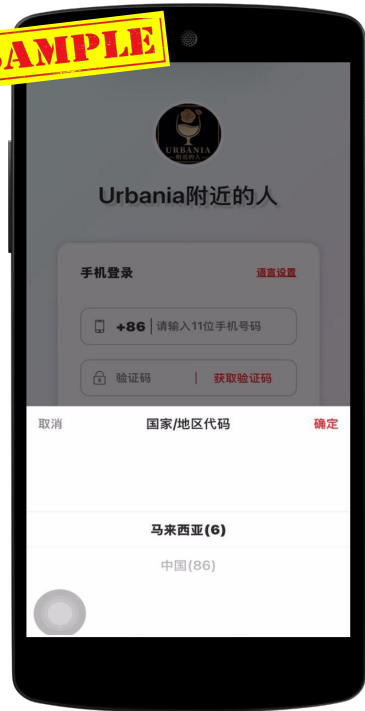 SAMPLE
URBANIA
附近的人
Urbania附近的人
手机登录 语言设置
+86 请输入11位手机号码
验证码 | 获取验证码
取消 国家/地区代码 确定
马来西亚(6)
中国(86)